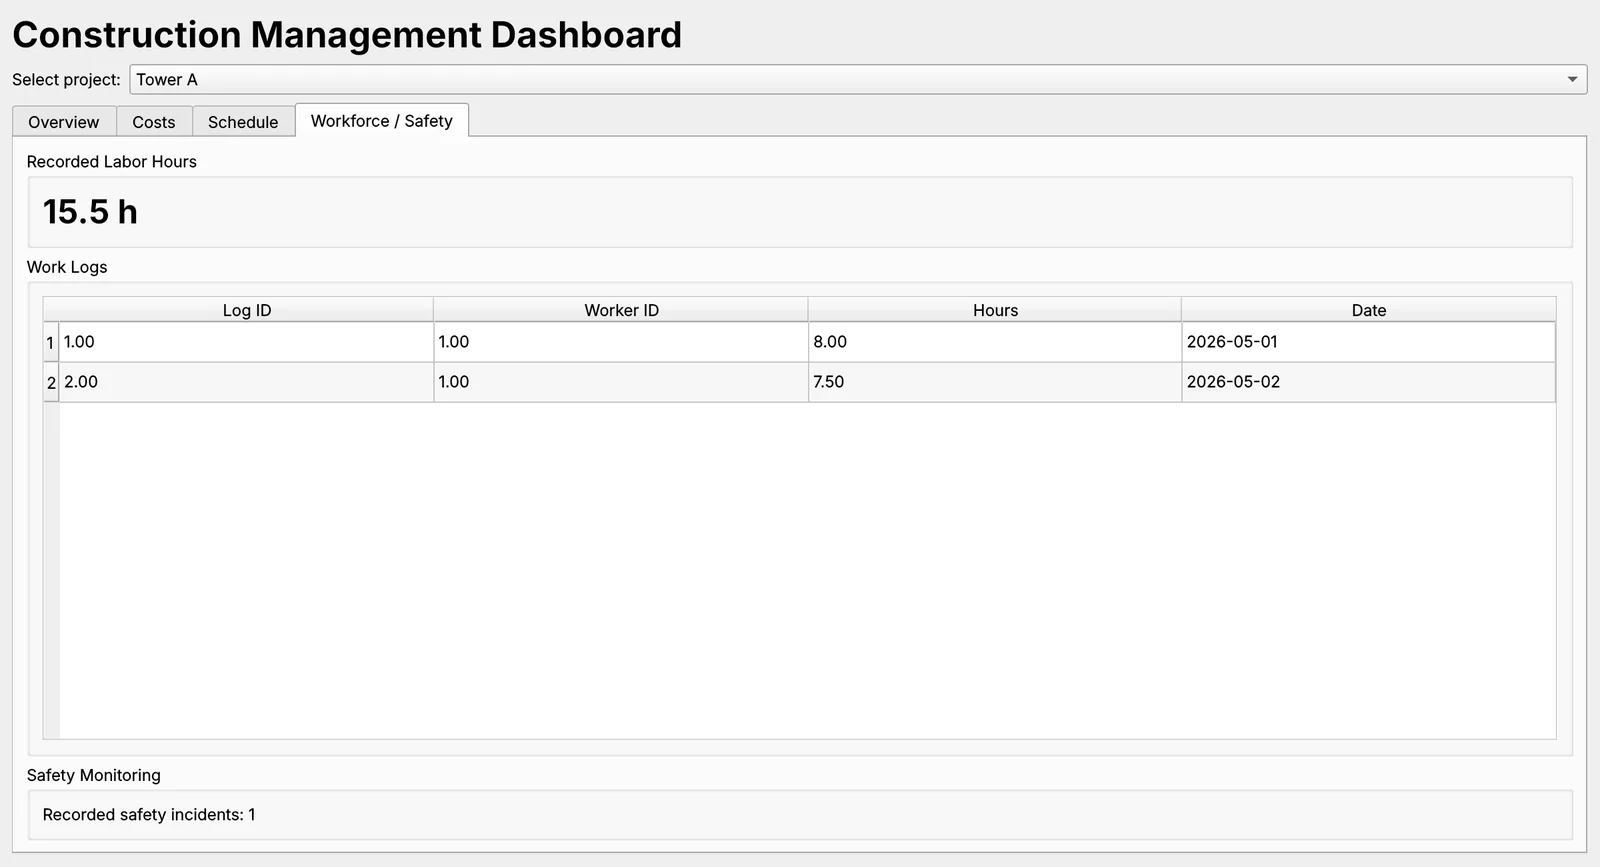 Construction Management Dashboard
Select project: Tower A
Overview Costs Schedule Workforce / Safety
Recorded Labor Hours
15.5 h
Work Logs
Log ID Worker ID Hours Date
1 1.00 1.00 8.00 2026-05-01
2 2.00 1.00 7.50 2026-05-02
Safety Monitoring
Recorded safety incidents: 1